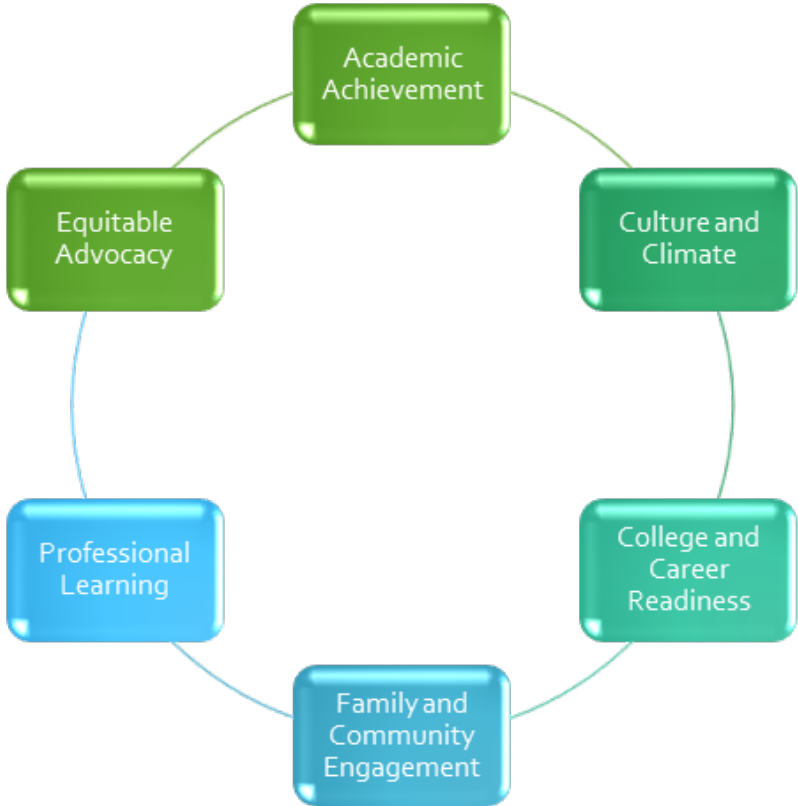 Academic
Achievement
Culture and
Climate
College and
Career
Readiness
Family and
Community
Engagement
Professional
Learning
Equitable
Advocacy